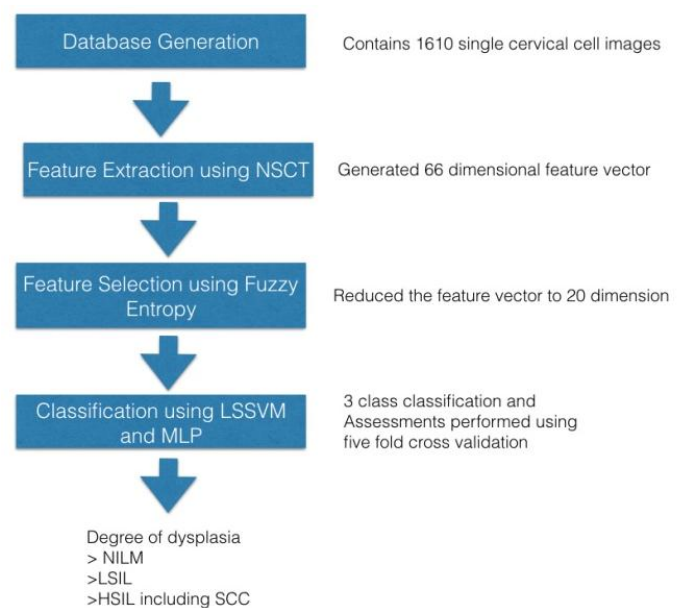 Database Generation
Contains 1610 single cervical cell images
Feature Extraction using NSCT
Generated 66 dimensional feature vector
Feature Selection using Fuzzy
Entropy
Reduced the feature vector to 20 dimension
Classification using LSSVM
and MLP
3 class classification and
Assessments performed using
five fold cross validation
Degree of dysplasia
> NILM
>LSIL
>HSIL including SCC